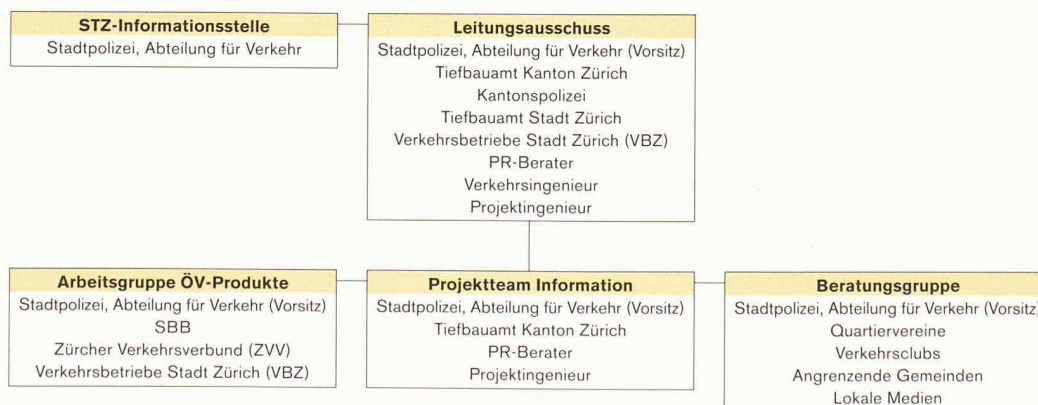 STZ-Informationsstelle
Stadtpolizei, Abteilung für Verkehr
Leitungsausschuss
Stadtpolizei, Abteilung für Verkehr (Vorsitz)
Tiefbauamt Kanton Zürich
Kantonspolizei
Tiefbauamt Stadt Zürich
Verkehrsbetriebe Stadt Zürich (VBZ)
PR-Berater
Verkehrsingenieur
Projektingenieur
Arbeitsgruppe ÖV-Produkte
Stadtpolizei, Abteilung für Verkehr (Vorsitz)
SBB
Zürcher Verkehrsverbund (ZVV)
Verkehrsbetriebe Stadt Zürich (VBZ)
Projektteam Information
Stadtpolizei, Abteilung für Verkehr (Vorsitz)
Tiefbauamt Kanton Zürich
PR-Berater
Projektingenieur
Beratungsgruppe
Stadtpolizei, Abteilung für Verkehr (Vorsitz)
Quartiervereine
Verkehrsclubs
Angrenzende Gemeinden
Lokale Medien